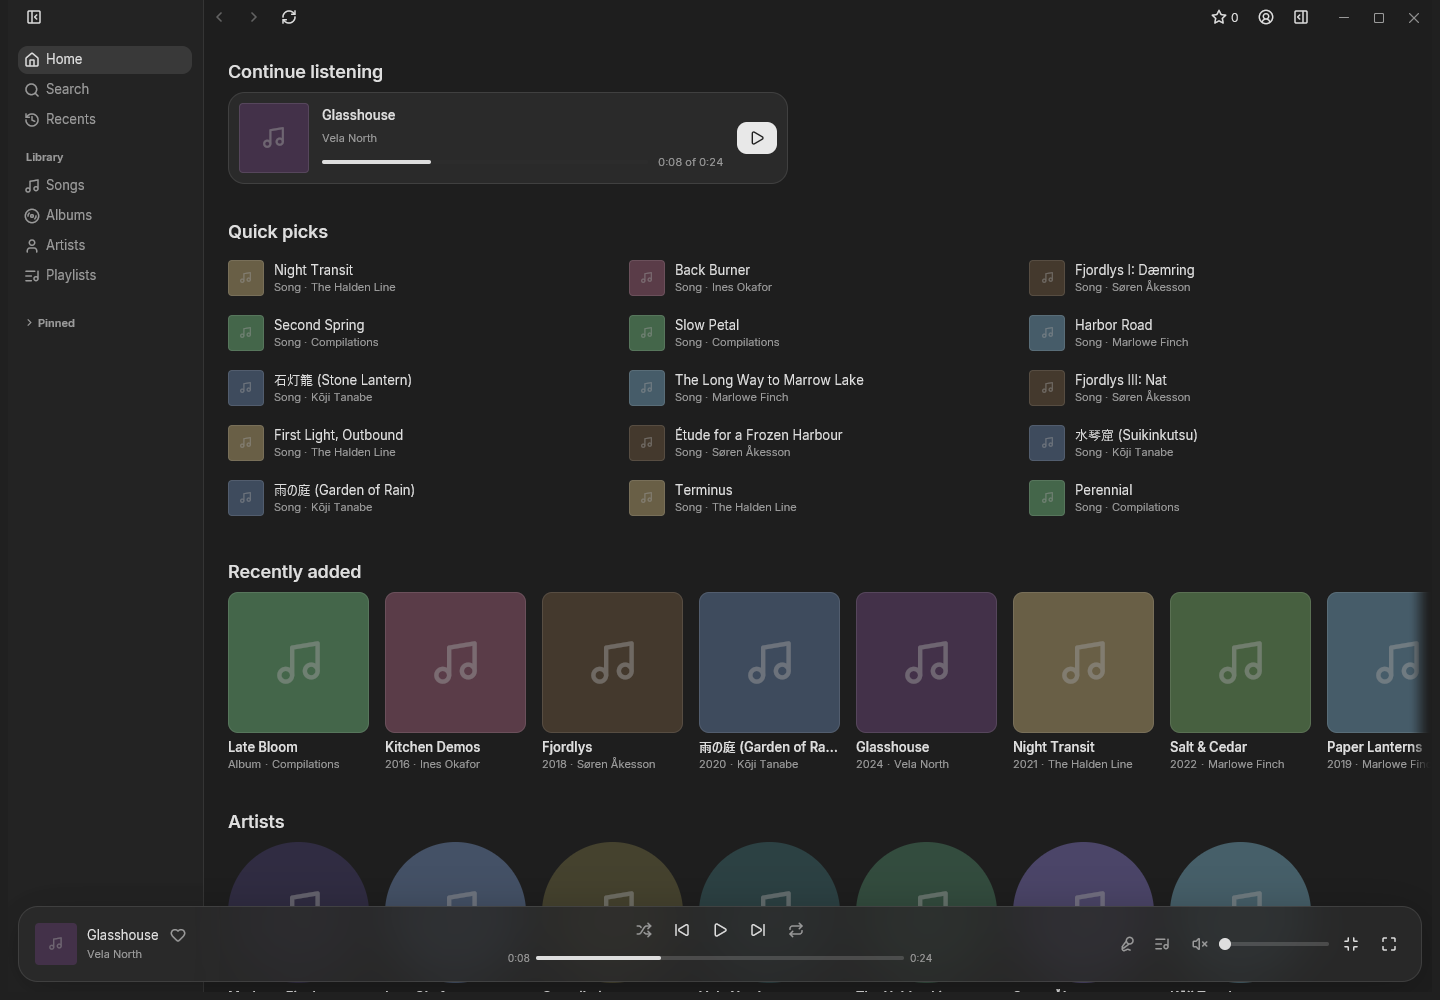 0
Home
Search
Recents
Library
Songs
Albums
Artists
Playlists
Pinned
Continue listening
Glasshouse
Vela North
0:08 of 0:24
Quick picks
Night Transit
Song · The Halden Line
Back Burner
Song · Ines Okafor
Fjordlys I: Dæmring
Song · Søren Åkesson
Second Spring
Song · Compilations
Slow Petal
Song · Compilations
Harbor Road
Song · Marlowe Finch
石灯籠 (Stone Lantern)
Song · Kōji Tanabe
The Long Way to Marrow Lake
Song · Marlowe Finch
Fjordlys III: Nat
Song · Søren Åkesson
First Light, Outbound
Song · The Halden Line
Étude for a Frozen Harbour
Song · Søren Åkesson
水琴窟 (Suikinkutsu)
Song · Kōji Tanabe
雨の庭 (Garden of Rain)
Song · Kōji Tanabe
Terminus
Song · The Halden Line
Perennial
Song · Compilations
Recently added
Late Bloom
Album · Compilations
Kitchen Demos
2016 · Ines Okafor
Fjordlys
2018 · Søren Åkesson
雨の庭 (Garden of Ra...
2020 · Kōji Tanabe
Glasshouse
2024 · Vela North
Night Transit
2021 · The Halden Line
Salt & Cedar
2022 · Marlowe Finch
Paper Lanterns
2019 · Marlowe Fin
Artists
Glasshouse
Vela North
0:08
0:24